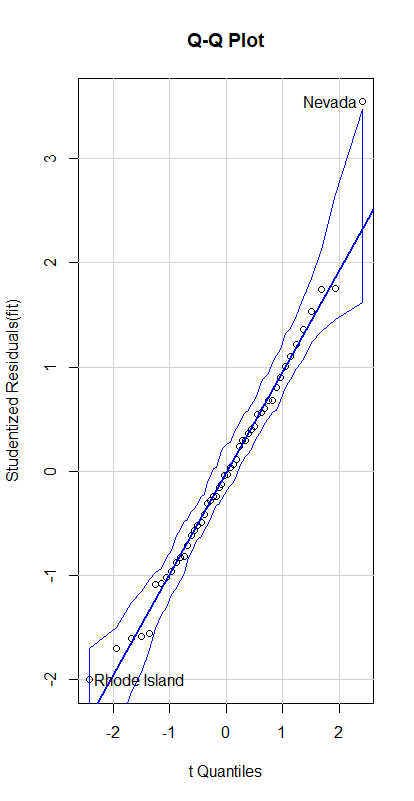 Q-Q Plot
Nevada
3
2
1
0
-1
-2
Rhode Island
Studentized Residuals(fit)
-2 -1 0 1 2
t Quantiles